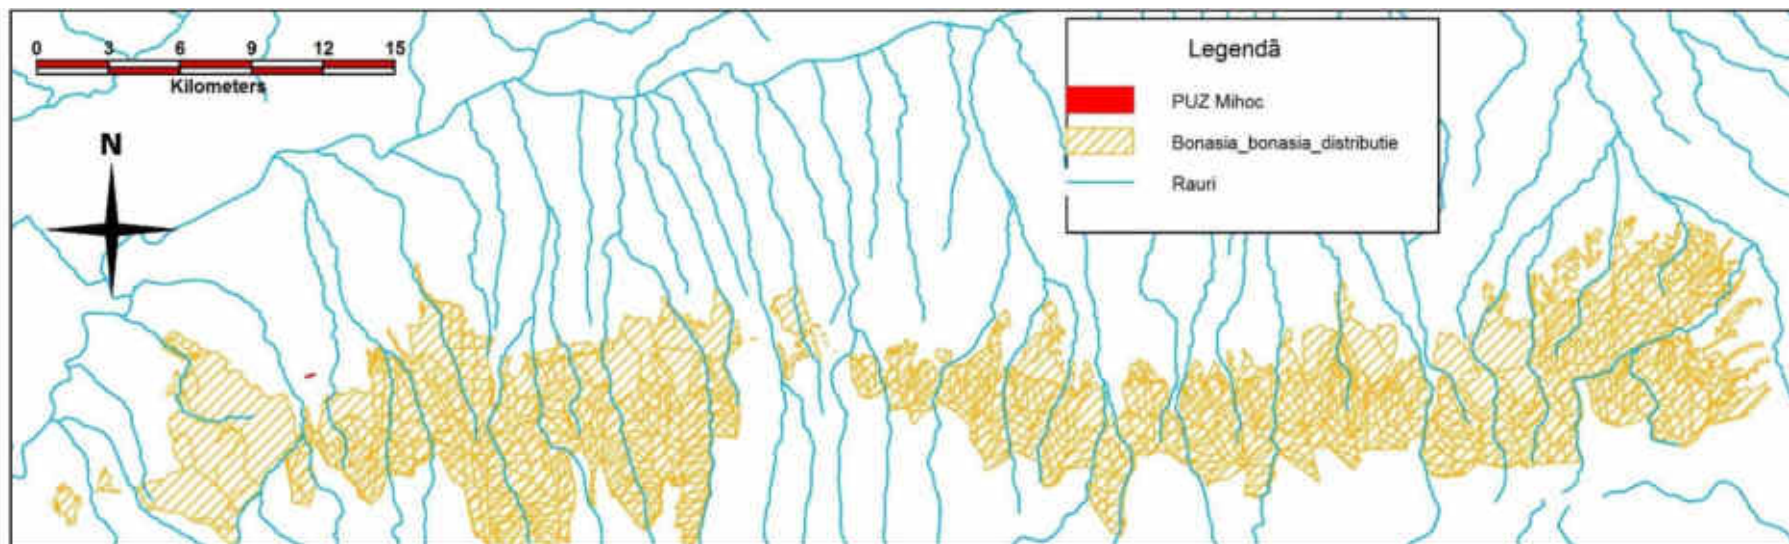 0 3 6 9 12 15
Kilometers
N
Legendă
PUZ Mihoc
Bonasia_bonasia_distributie
Rauri